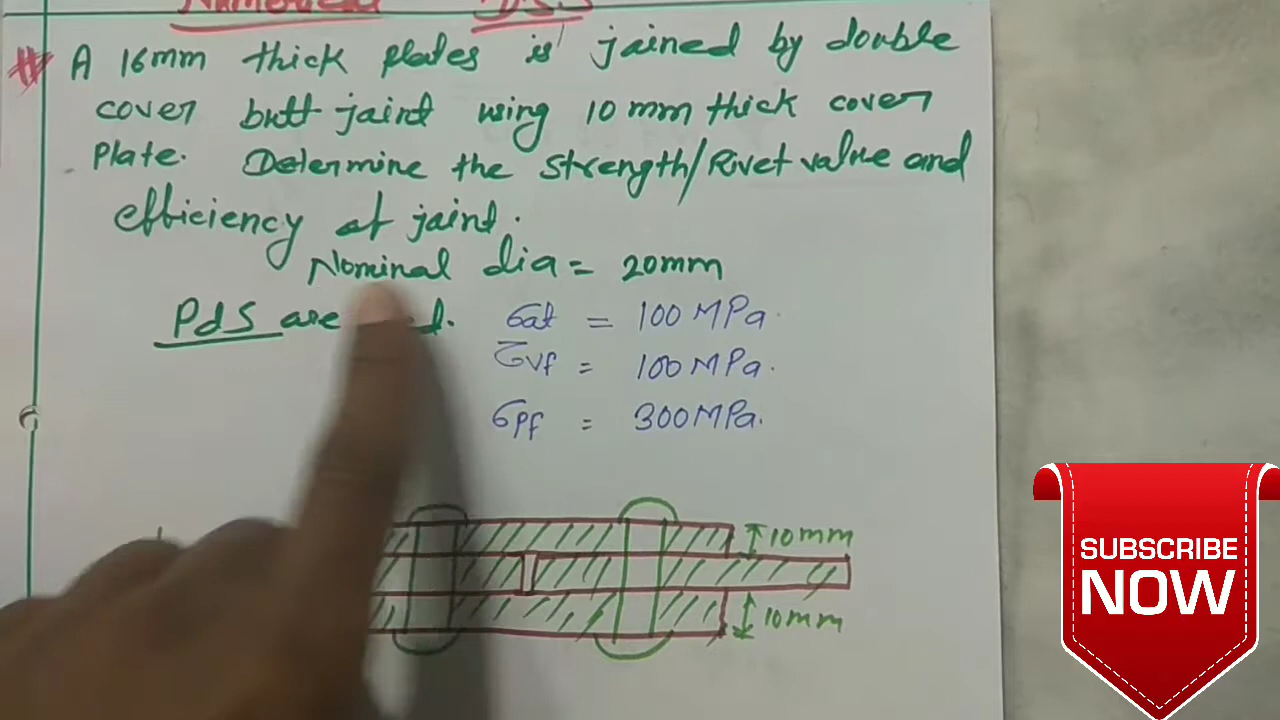 A 16mm thick plates is jained by double
cover butt jaint using 10 mm thick cover
Plate. Determine the strength/Rivet value and
efficiency of jaint.
Nominal dia = 20mm
PdS are
σat = 100 MPa.
τvf = 100 MPa.
σpf = 300 MPa.
10mm
10mm
SUBSCRIBE
NOW